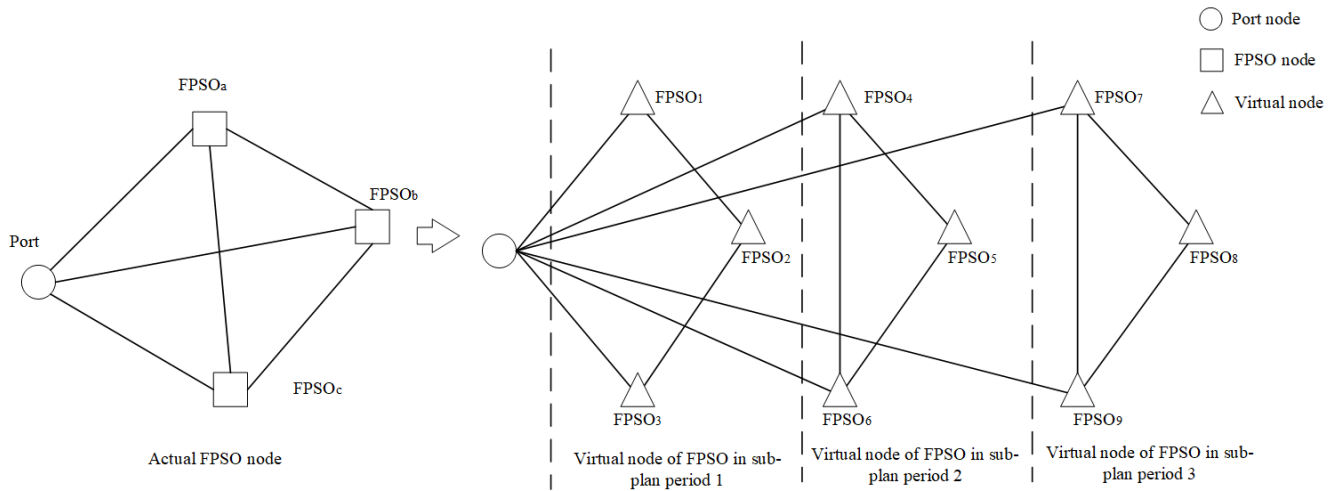 Port node
FPSO node
Virtual node
FPSOa
FPSOb
Port
FPSOc
Actual FPSO node
FPSO1
FPSO2
FPSO3
Virtual node of FPSO in sub-
plan period 1
FPSO4
FPSO5
FPSO6
Virtual node of FPSO in sub-
plan period 2
FPSO7
FPSO8
FPSO9
Virtual node of FPSO in sub-
plan period 3